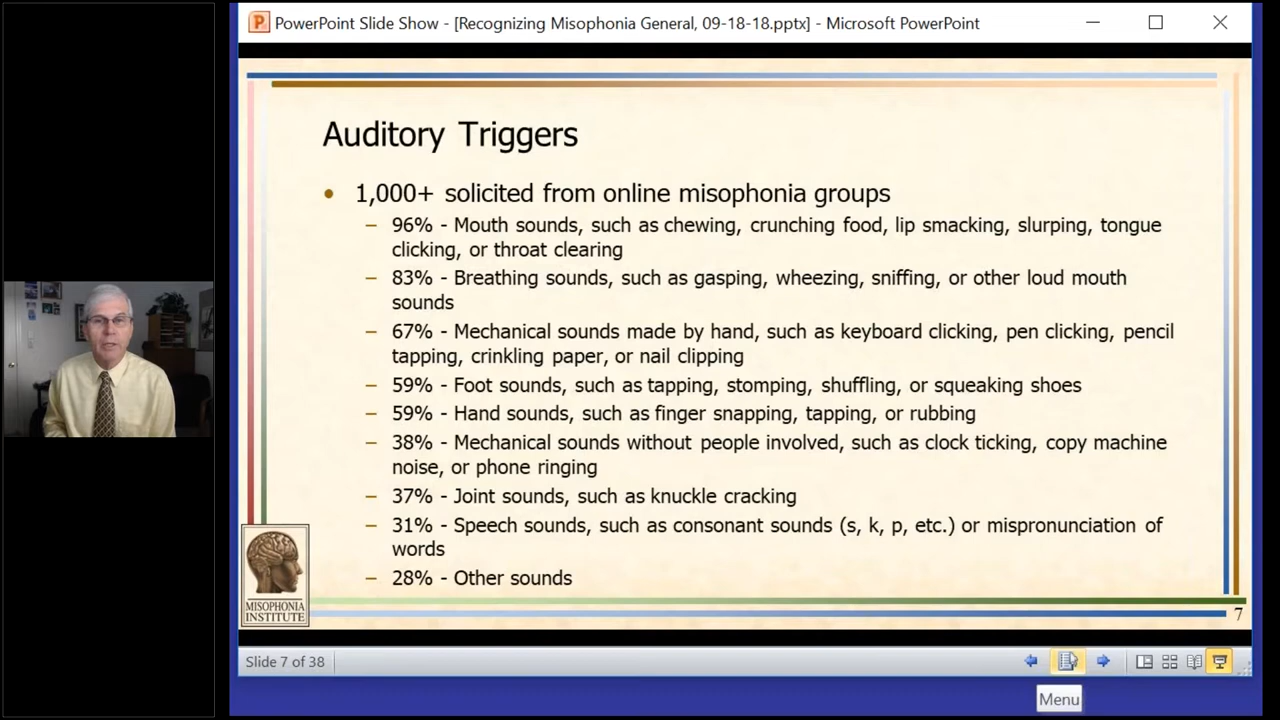 PowerPoint Slide Show - [Recognizing Misophonia General, 09-18-18.pptx] - Microsoft PowerPoint
Auditory Triggers
• 1,000+ solicited from online misophonia groups
– 96% - Mouth sounds, such as chewing, crunching food, lip smacking, slurping, tongue
clicking, or throat clearing
– 83% - Breathing sounds, such as gasping, wheezing, sniffing, or other loud mouth
sounds
– 67% - Mechanical sounds made by hand, such as keyboard clicking, pen clicking, pencil
tapping, crinkling paper, or nail clipping
– 59% - Foot sounds, such as tapping, stomping, shuffling, or squeaking shoes
– 59% - Hand sounds, such as finger snapping, tapping, or rubbing
– 38% - Mechanical sounds without people involved, such as clock ticking, copy machine
noise, or phone ringing
– 37% - Joint sounds, such as knuckle cracking
– 31% - Speech sounds, such as consonant sounds (s, k, p, etc.) or mispronunciation of
words
– 28% - Other sounds
MISOPHONIA
INSTITUTE
7
Slide 7 of 38
Menu